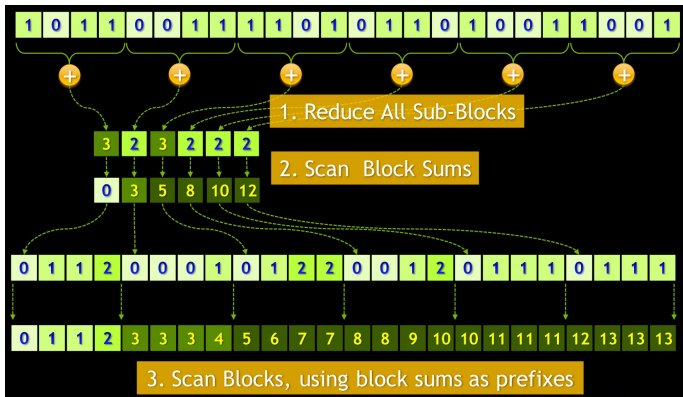 1 0 1 1 0 0 1 1 1 1 0 1 0 1 1 0 1 0 0 1 1 0 0 1
+ + + + + +
1. Reduce All Sub-Blocks
3 2 3 2 2 2
2. Scan Block Sums
0 3 5 8 10 12
0 1 1 2 0 0 0 1 0 1 2 2 0 0 1 2 0 1 1 1 0 1 1 1
0 1 1 2 3 3 3 4 5 6 7 7 8 8 9 10 10 11 11 11 12 13 13 13
3. Scan Blocks, using block sums as prefixes